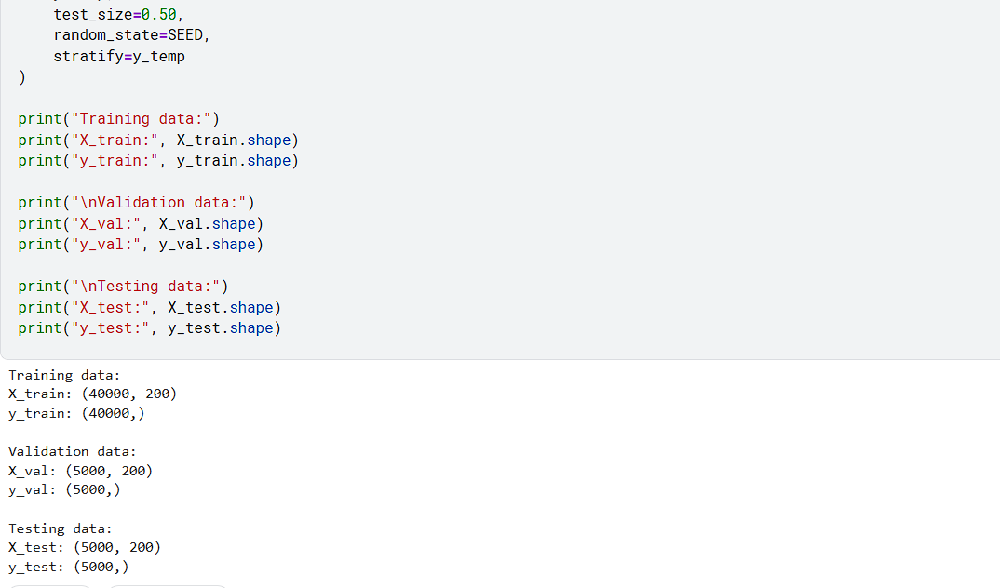 test_size=0.50,
random_state=SEED,
stratify=y_temp
)
print("Training data:")
print("X_train:", X_train.shape)
print("y_train:", y_train.shape)
print("\nValidation data:")
print("X_val:", X_val.shape)
print("y_val:", y_val.shape)
print("\nTesting data:")
print("X_test:", X_test.shape)
print("y_test:", y_test.shape)
Training data:
X_train: (40000, 200)
y_train: (40000,)
Validation data:
X_val: (5000, 200)
y_val: (5000,)
Testing data:
X_test: (5000, 200)
y_test: (5000,)